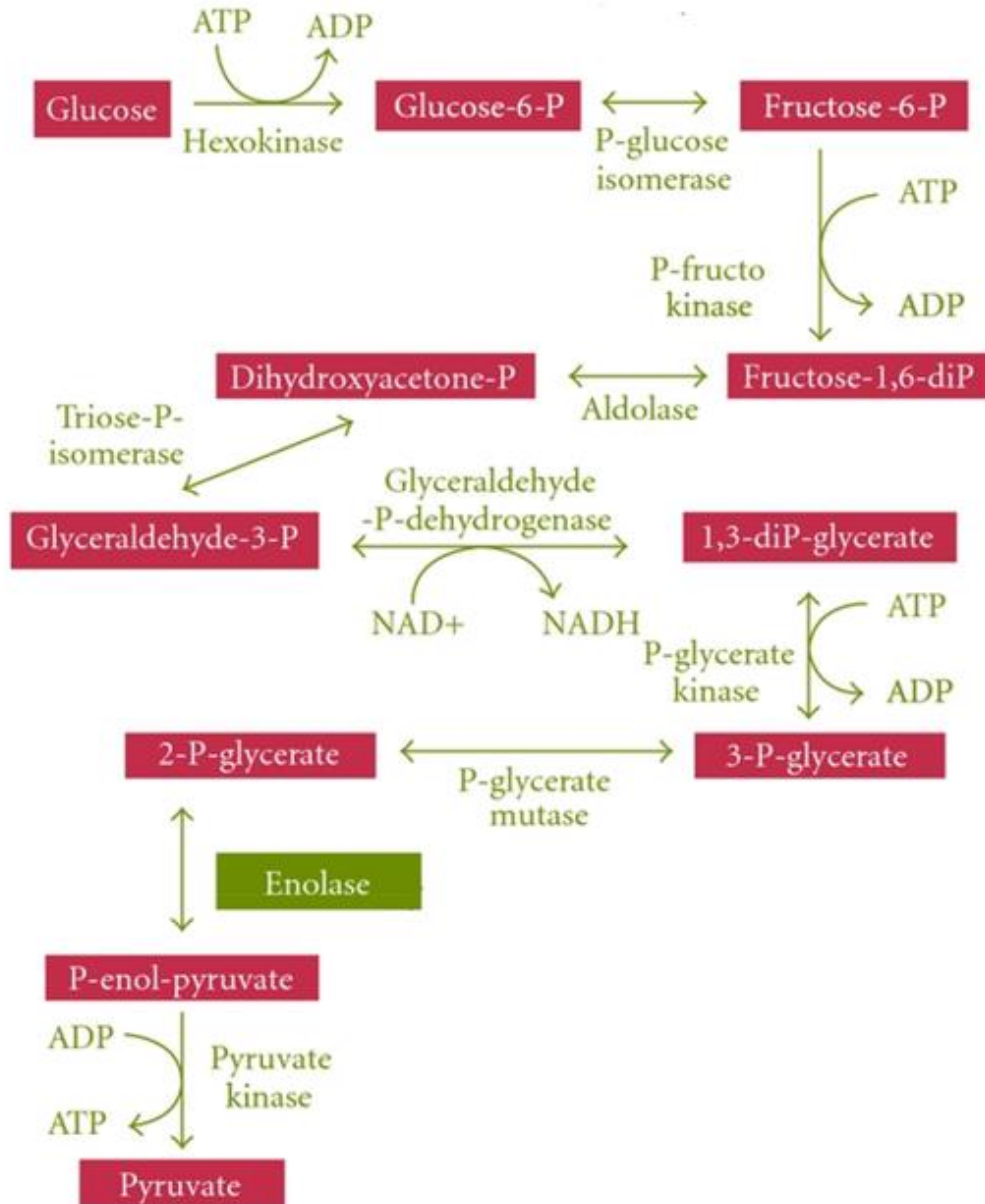 ATP
ADP
Glucose
Hexokinase
Glucose-6-P
P-glucose
isomerase
Fructose -6-P
ATP
P-fructo
kinase
ADP
Dihydroxyacetone-P
Aldolase
Fructose-1,6-diP
Triose-P-
isomerase
Glyceraldehyde-3-P
Glyceraldehyde
-P-dehydrogenase
NAD+
NADH
1,3-diP-glycerate
ATP
P-glycerate
kinase
ADP
2-P-glycerate
P-glycerate
mutase
3-P-glycerate
Enolase
P-enol-pyruvate
ADP
Pyruvate
kinase
ATP
Pyruvate